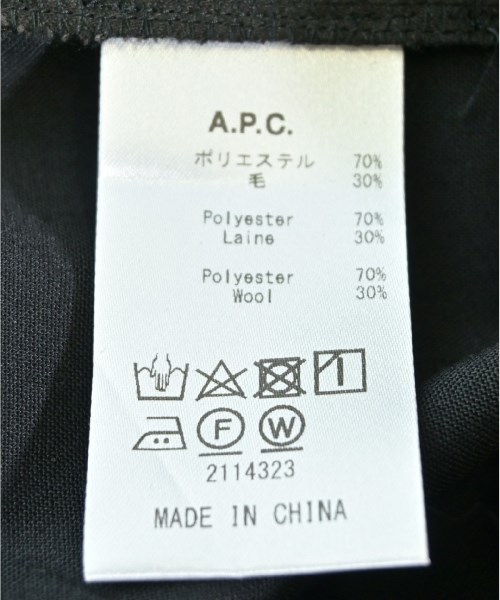 A.P.C.
ポリエステル 70%
毛 30%
Polyester 70%
Laine 30%
Polyester 70%
Wool 30%
F W
2114323
MADE IN CHINA